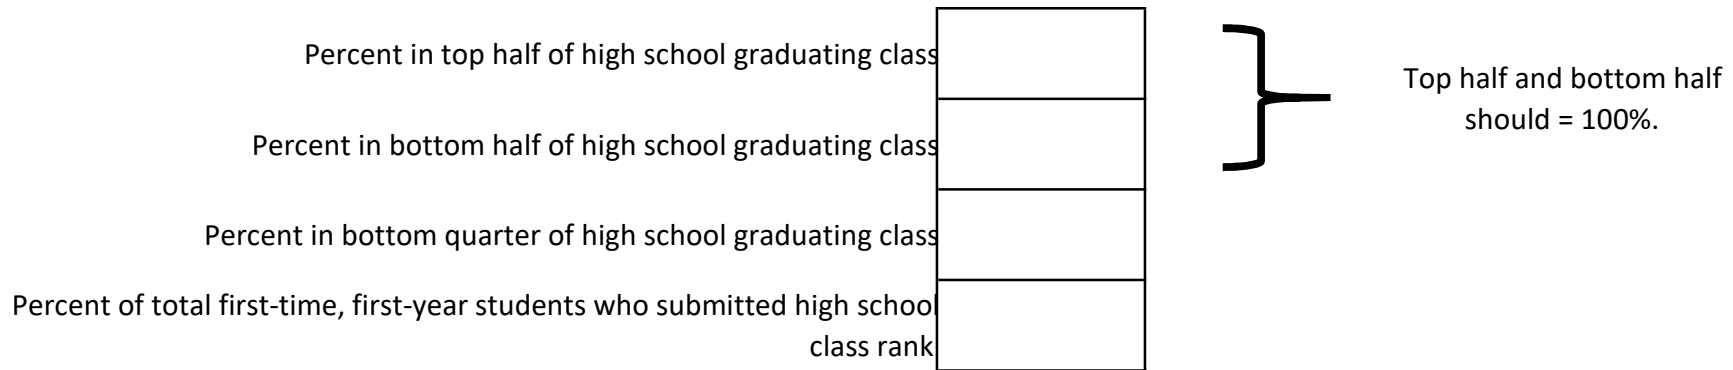 Percent in top half of high school graduating class
Top half and bottom half
should = 100%.
Percent in bottom half of high school graduating class
Percent in bottom quarter of high school graduating class
Percent of total first-time, first-year students who submitted high school
class rank